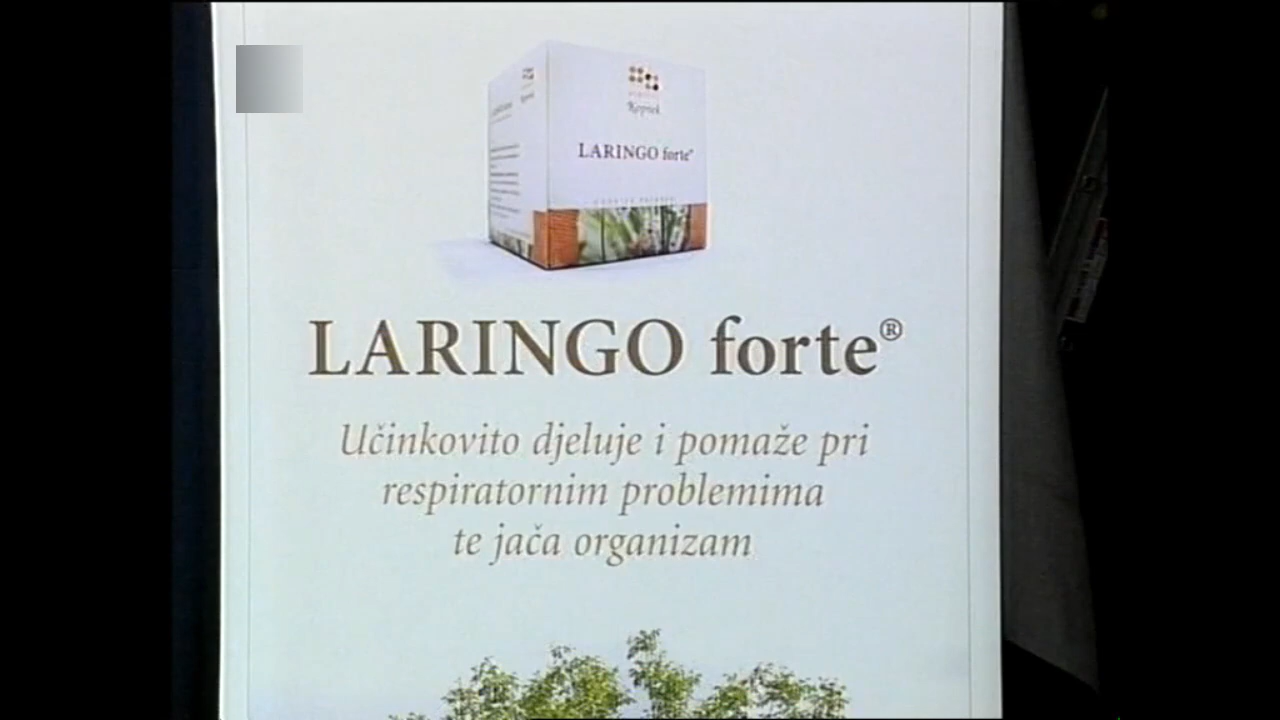 LARINGO forte®
LARINGO forte®
Učinkovito djeluje i pomaže pri
respiratornim problemima
te jača organizam